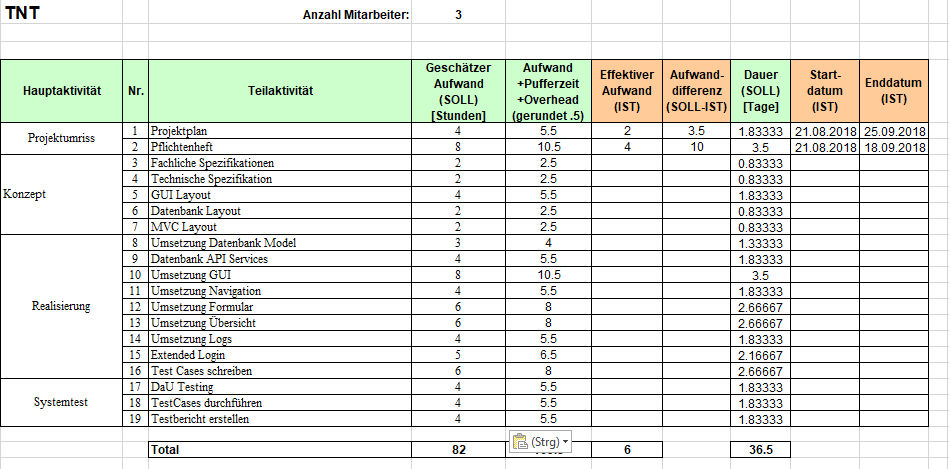 TNT Anzahl Mitarbeiter: 3
Hauptaktivität Nr. Teilaktivität Geschätzer Aufwand (SOLL) [Stunden] Aufwand +Pufferzeit +Overhead (gerundet .5) Effektiver Aufwand (IST) Aufwand-differenz (SOLL-IST) Dauer (SOLL) [Tage] Start-datum (IST) Enddatum (IST)
Projektumriss
1 Projektplan 4 5.5 2 3.5 1.83333 21.08.2018 25.09.2018
2 Pflichtenheft 8 10.5 4 10 3.5 21.08.2018 18.09.2018
Konzept
3 Fachliche Spezifikationen 2 2.5 0.83333
4 Technische Spezifikation 2 2.5 0.83333
5 GUI Layout 4 5.5 1.83333
6 Datenbank Layout 2 2.5 0.83333
7 MVC Layout 2 2.5 0.83333
Realisierung
8 Umsetzung Datenbank Model 3 4 1.33333
9 Datenbank API Services 4 5.5 1.83333
10 Umsetzung GUI 8 10.5 3.5
11 Umsetzung Navigation 4 5.5 1.83333
12 Umsetzung Formular 6 8 2.66667
13 Umsetzung Übersicht 6 8 2.66667
14 Umsetzung Logs 4 5.5 1.83333
15 Extended Login 5 6.5 2.16667
16 Test Cases schreiben 6 8 2.66667
Systemtest
17 DaU Testing 4 5.5 1.83333
18 TestCases durchführen 4 5.5 1.83333
19 Testbericht erstellen 4 5.5 1.83333
Total 82 (Strg) 6 36.5